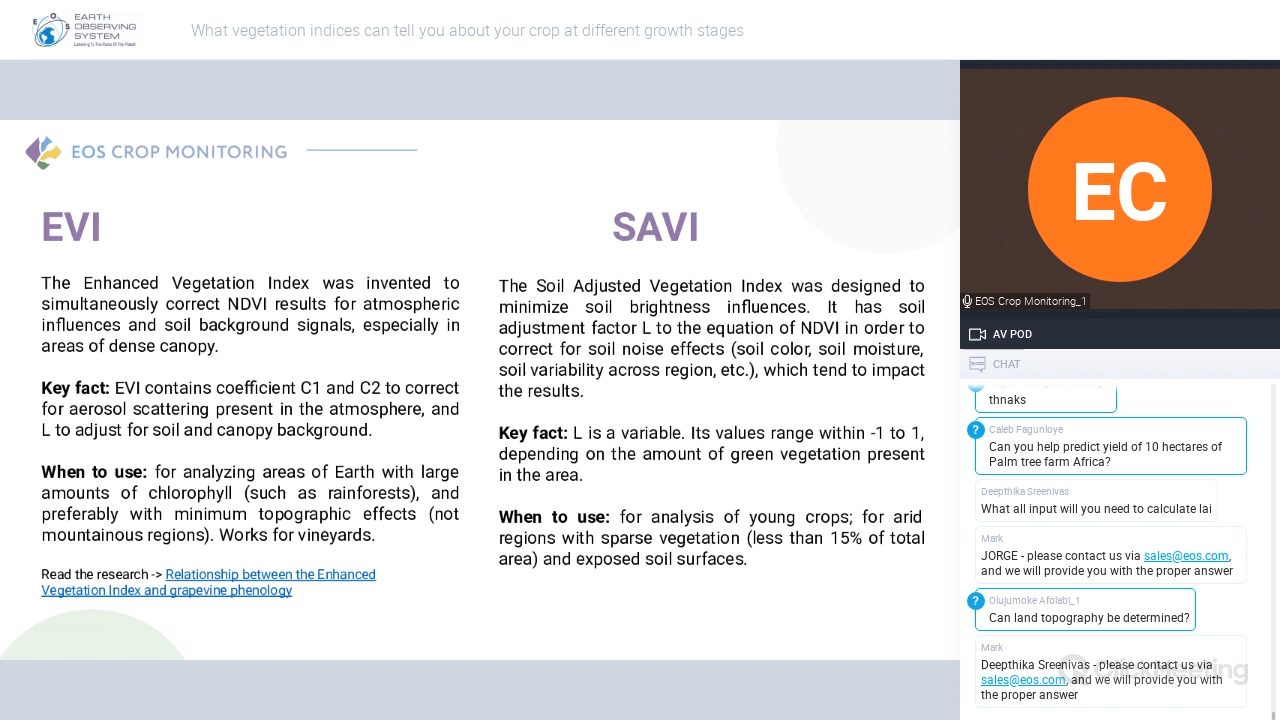 EARTH
OBSERVING
SYSTEM
Listening To The Pulse Of The Planet
E O S
What vegetation indices can tell you about your crop at different growth stages
EOS CROP MONITORING
EVI
The Enhanced Vegetation Index was invented to
simultaneously correct NDVI results for atmospheric
influences and soil background signals, especially in
areas of dense canopy.
Key fact: EVI contains coefficient C1 and C2 to correct
for aerosol scattering present in the atmosphere, and
L to adjust for soil and canopy background.
When to use: for analyzing areas of Earth with large
amounts of chlorophyll (such as rainforests), and
preferably with minimum topographic effects (not
mountainous regions). Works for vineyards.
Read the research -> Relationship between the Enhanced
Vegetation Index and grapevine phenology
SAVI
The Soil Adjusted Vegetation Index was designed to
minimize soil brightness influences. It has soil
adjustment factor L to the equation of NDVI in order to
correct for soil noise effects (soil color, soil moisture,
soil variability across region, etc.), which tend to impact
the results.
Key fact: L is a variable. Its values range within -1 to 1,
depending on the amount of green vegetation present
in the area.
When to use: for analysis of young crops; for arid
regions with sparse vegetation (less than 15% of total
area) and exposed soil surfaces.
EC
EOS Crop Monitoring_1
AV POD
CHAT
thnaks
?
Caleb Fagunloye
Can you help predict yield of 10 hectares of
Palm tree farm Africa?
Deepthika Sreenivas
What all input will you need to calculate lai
Mark
JORGE - please contact us via sales@eos.com,
and we will provide you with the proper answer
?
Olujumoke Afolabi_1
Can land topography be determined?
Mark
Deepthika Sreenivas - please contact us via
sales@eos.com, and we will provide you with
the proper answer
ClickMeeting